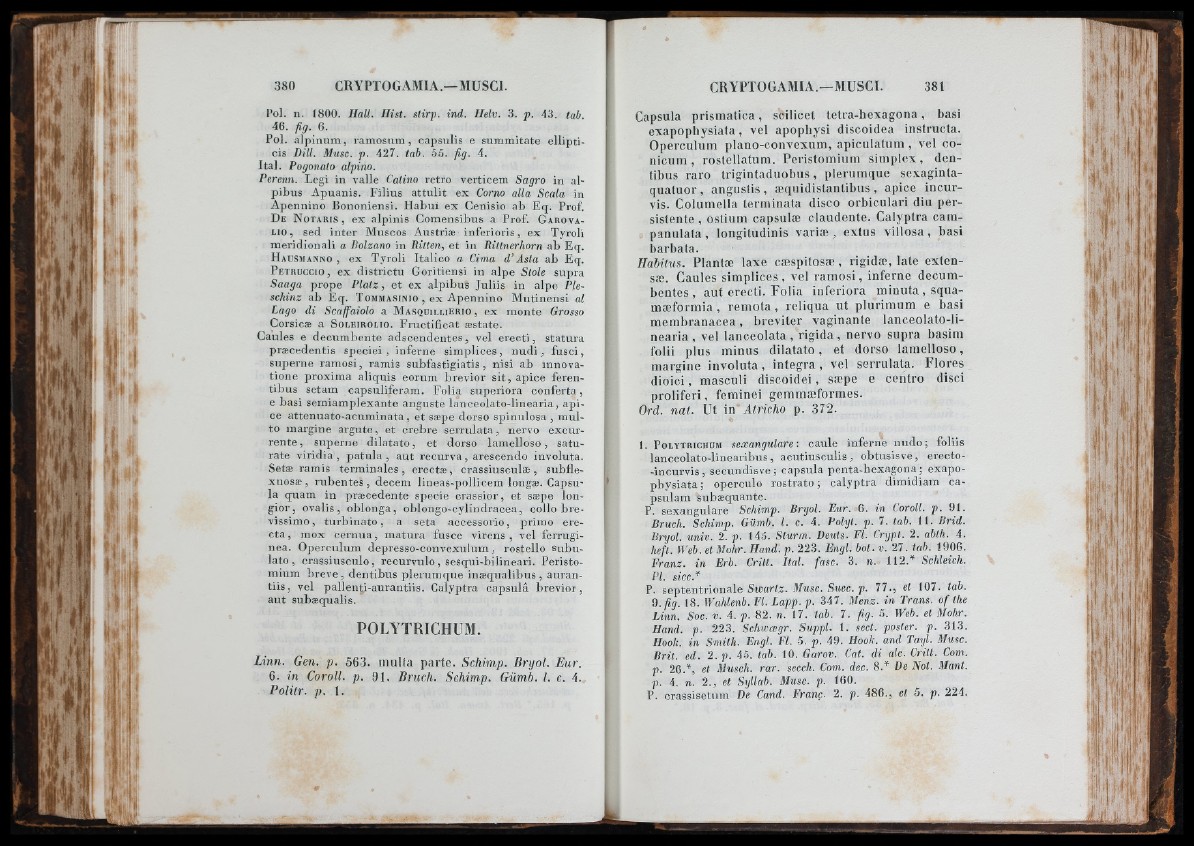 380 CRYPTOGAMIA.—MUSCI.
Pol. n. 1800. Hall. Hist. stirp. ind. Helv. 3. p. 43. tab.
46. fig. 6.
Pol. alpinum, ramosum, capsulis e summitate ellipti-
cis Dill. Musc. p. 427. tab. 55. fig. 4.
Ital. Pogonato alpino.
Perenn. Legi in valle Catino retro verticem Sagro in al-
pibus Apuanis. Filius attulit ex Corno alla Scala in
Apennino Bononiensi. Habui ex Cenisio ab Eq. Prof.
De Notaris, ex alpinis Comensibus a Prof. Garova-
lio, sed inter Muscos Austriæ inferioris, ex Tyroli
meridionali a Bolzano in Ritten, et in Rittnerhorn ab Eq.
Hausmanno, ex Tyroli Italico a Cima d'Asta ab Eq.
Petruccio, ex districtu Goritiensi in alpe Stole supra
Saaga prope Platz, et ex alpibus Juliis in alpe Ple-
schinz ab Eq. Tommasinio, ex Apennino Mutinensi al
Lago di Scaffaiolo a Masquillierio, ex monte Grosso
Corsicæ a Soleirolio. Fructificat æstate.
Caules e decumbente adscendentes, vel erecti, statura
præcedentis speciei, inferne simplices, nudi, fusci,
superne ramosi, ramis subfastigiatis, nisi ab innova-
tione proxima aliquis eorum brevior sit, apice feren-
tibus setam capsuliferam. Folia superiora conferta,
e basi semiamplexante anguste lanceolato-linearia, api-
ce attenuato-acuminata, et sæpe dorso spinulosa, mul-
to margine argute, et crebre serrulata, nervo excur-
rente, superne dilatato, et dorso lamelloso, satu-
rate viridia, patula, aut recurva, arescendo involuta.
Setæ ramis terminales, erectæ, crassiusculæ, subfle-
xuosæ, rubentes, decem lineas-pollicem longæ. Capsu-
la quam in præcedente specie crassior, et sæpe lon-
gior, ovalis, oblonga, oblongo-cylindracea, collo bre-
vissimo, turbinato, a seta accessorio, primo ere-
cta, mox cernua, matura fusce virens, vel ferrugi-
nea. Operculum depresso-convexulum, rostello subu-
lato, crassiusculo, recurvulo, sesqui-bilineari. Peristo-
mium breve, dentibus plerumque inæqualibus, auran-
tiis, vel pallenti-aurantiis. Calyptra capsulâ brevior,
aut subæqualis.
POLYTRICHUM.
Linn. Gen. p. 563. multa parte. Schimp. Bryol. Eur.
6. in Coroll. p. 91. Bruch. Schimp. Gümb. l. c. 4.
Politr. p. 1.
CRYPTOGAMIA.—MUSCI. 381
Capsula prismatica, scilicet tetra-hexagona, basi
exapophysiata, vel apophysi discoidea instructa.
Operculum plano-convexum, apiculatum, vel co-
nicum, rostellatum. Peristomium simplex, den-
tibus raro trigintaduobus, plerumque sexaginta-
quatuor, angustis, æquidistantibus, apice incur-
vis. Columella terminata disco orbiculari diu per-
sistente, ostium capsulæ claudente. Calyptra cam-
panulata, longitudinis variæ, extus villosa, basi
barbata.
Habitus. Plantæ laxe cæspitosæ, rigidæ, late exten-
sæ. Caules simplices, vel ramosi, inferne decum-
bentes, aut erecti. Folia inferiora minuta, squa-
mæformia, remota, reliqua ut plurimum e basi
membranacea, breviter vaginante lanceolato-li-
nearia, vel lanceolata, rigida, nervo supra basim
folii plus minus dilatato, et dorso lamelloso,
margine involuta, integra, vel serrulata. Flores
dioici, masculi discoidei, sæpe e centro disci
proliferi, feminei gemmæformes.
Ord. nat. Ut in Atricho p. 372.
1. Polytrichum sexangulare: caule inferne nudo; foliis
lanceolato-linearibus, acutiusculis, obtusisve, erecto-
-incurvis, secundisve; capsula penta-hexagona; exapo-
physiata; operculo rostrato; calyptra dimidiam ca-
psulam subæquante.
P. sexangulare Schimp. Bryol. Eur. 6. in Coroll. p. 91.
Bruch. Schimp. Gümb. l. c. 4. Polyt. p. 7. tab. 11. Brid.
Bryol. univ. 2. p. 145. Sturm. Deuts. Fl. Crypt. 2. abth. 4.
heft. Web. et Mohr. Hand. p. 223. Engl. bot. v. 27. tab. 1906.
Franz. in Erb. Critt. Ital. fasc. 3. n. 112.* Schleich.
Pl. sicc.*
P. septentrionale Swartz. Musc. Suec. p. 77., et 107. tab.
9. fig. 18. Wahlenb. Fl. Lapp. p. 347. Menz. in Trans. of the
Linn. Soc. v. 4. p. 82. n. 17. tab. 7. fig. 5. Web. et Mohr.
Hand. p. 223. Schwægr. Suppl. 1. sect. poster. p. 313.
Hook. in Smith. Engl. Fl. 5. p. 49. Hook. and Tayl. Musc.
Brit. ed. 2. p. 45. tab. 10. Garov. Cat. di alc. Critt. Com.
p. 26.*, et Musch. rar. secch. Com. dec. 8.* De Not. Mant.
p. 4. n. 2., et Syllab. Musc. p. 160.
P. crassisetum De Cand. Franç. 2. p. 486., et 5. p. 224.